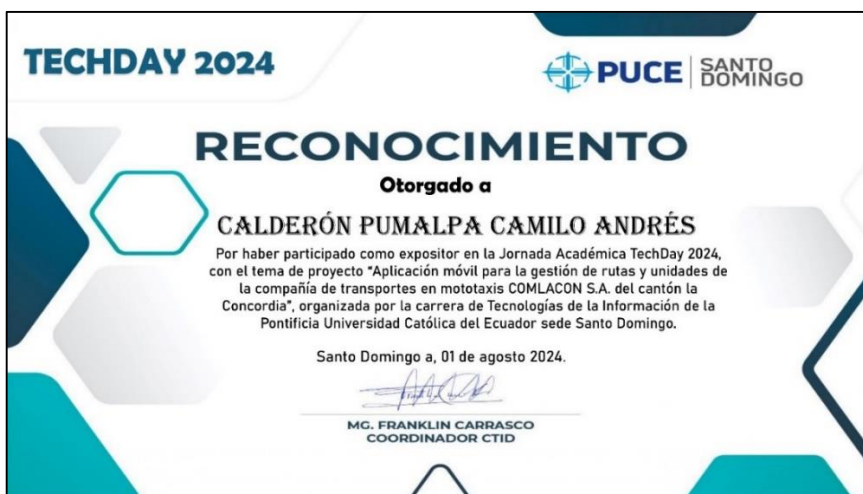 TECHDAY 2024
PUCE SANTO DOMINGO
RECONOCIMIENTO
Otorgado a
CALDERÓN PUMALPA CAMILO ANDRÉS
Por haber participado como expositor en la Jornada Académica TechDay 2024,
con el tema de proyecto "Aplicación móvil para la gestión de rutas y unidades de
la compañía de transportes en mototaxis COMLACON S.A. del cantón la
Concordia", organizada por la carrera de Tecnologías de la Información de la
Pontificia Universidad Católica del Ecuador sede Santo Domingo.
Santo Domingo a, 01 de agosto 2024.
MG. FRANKLIN CARRASCO
COORDINADOR CTID